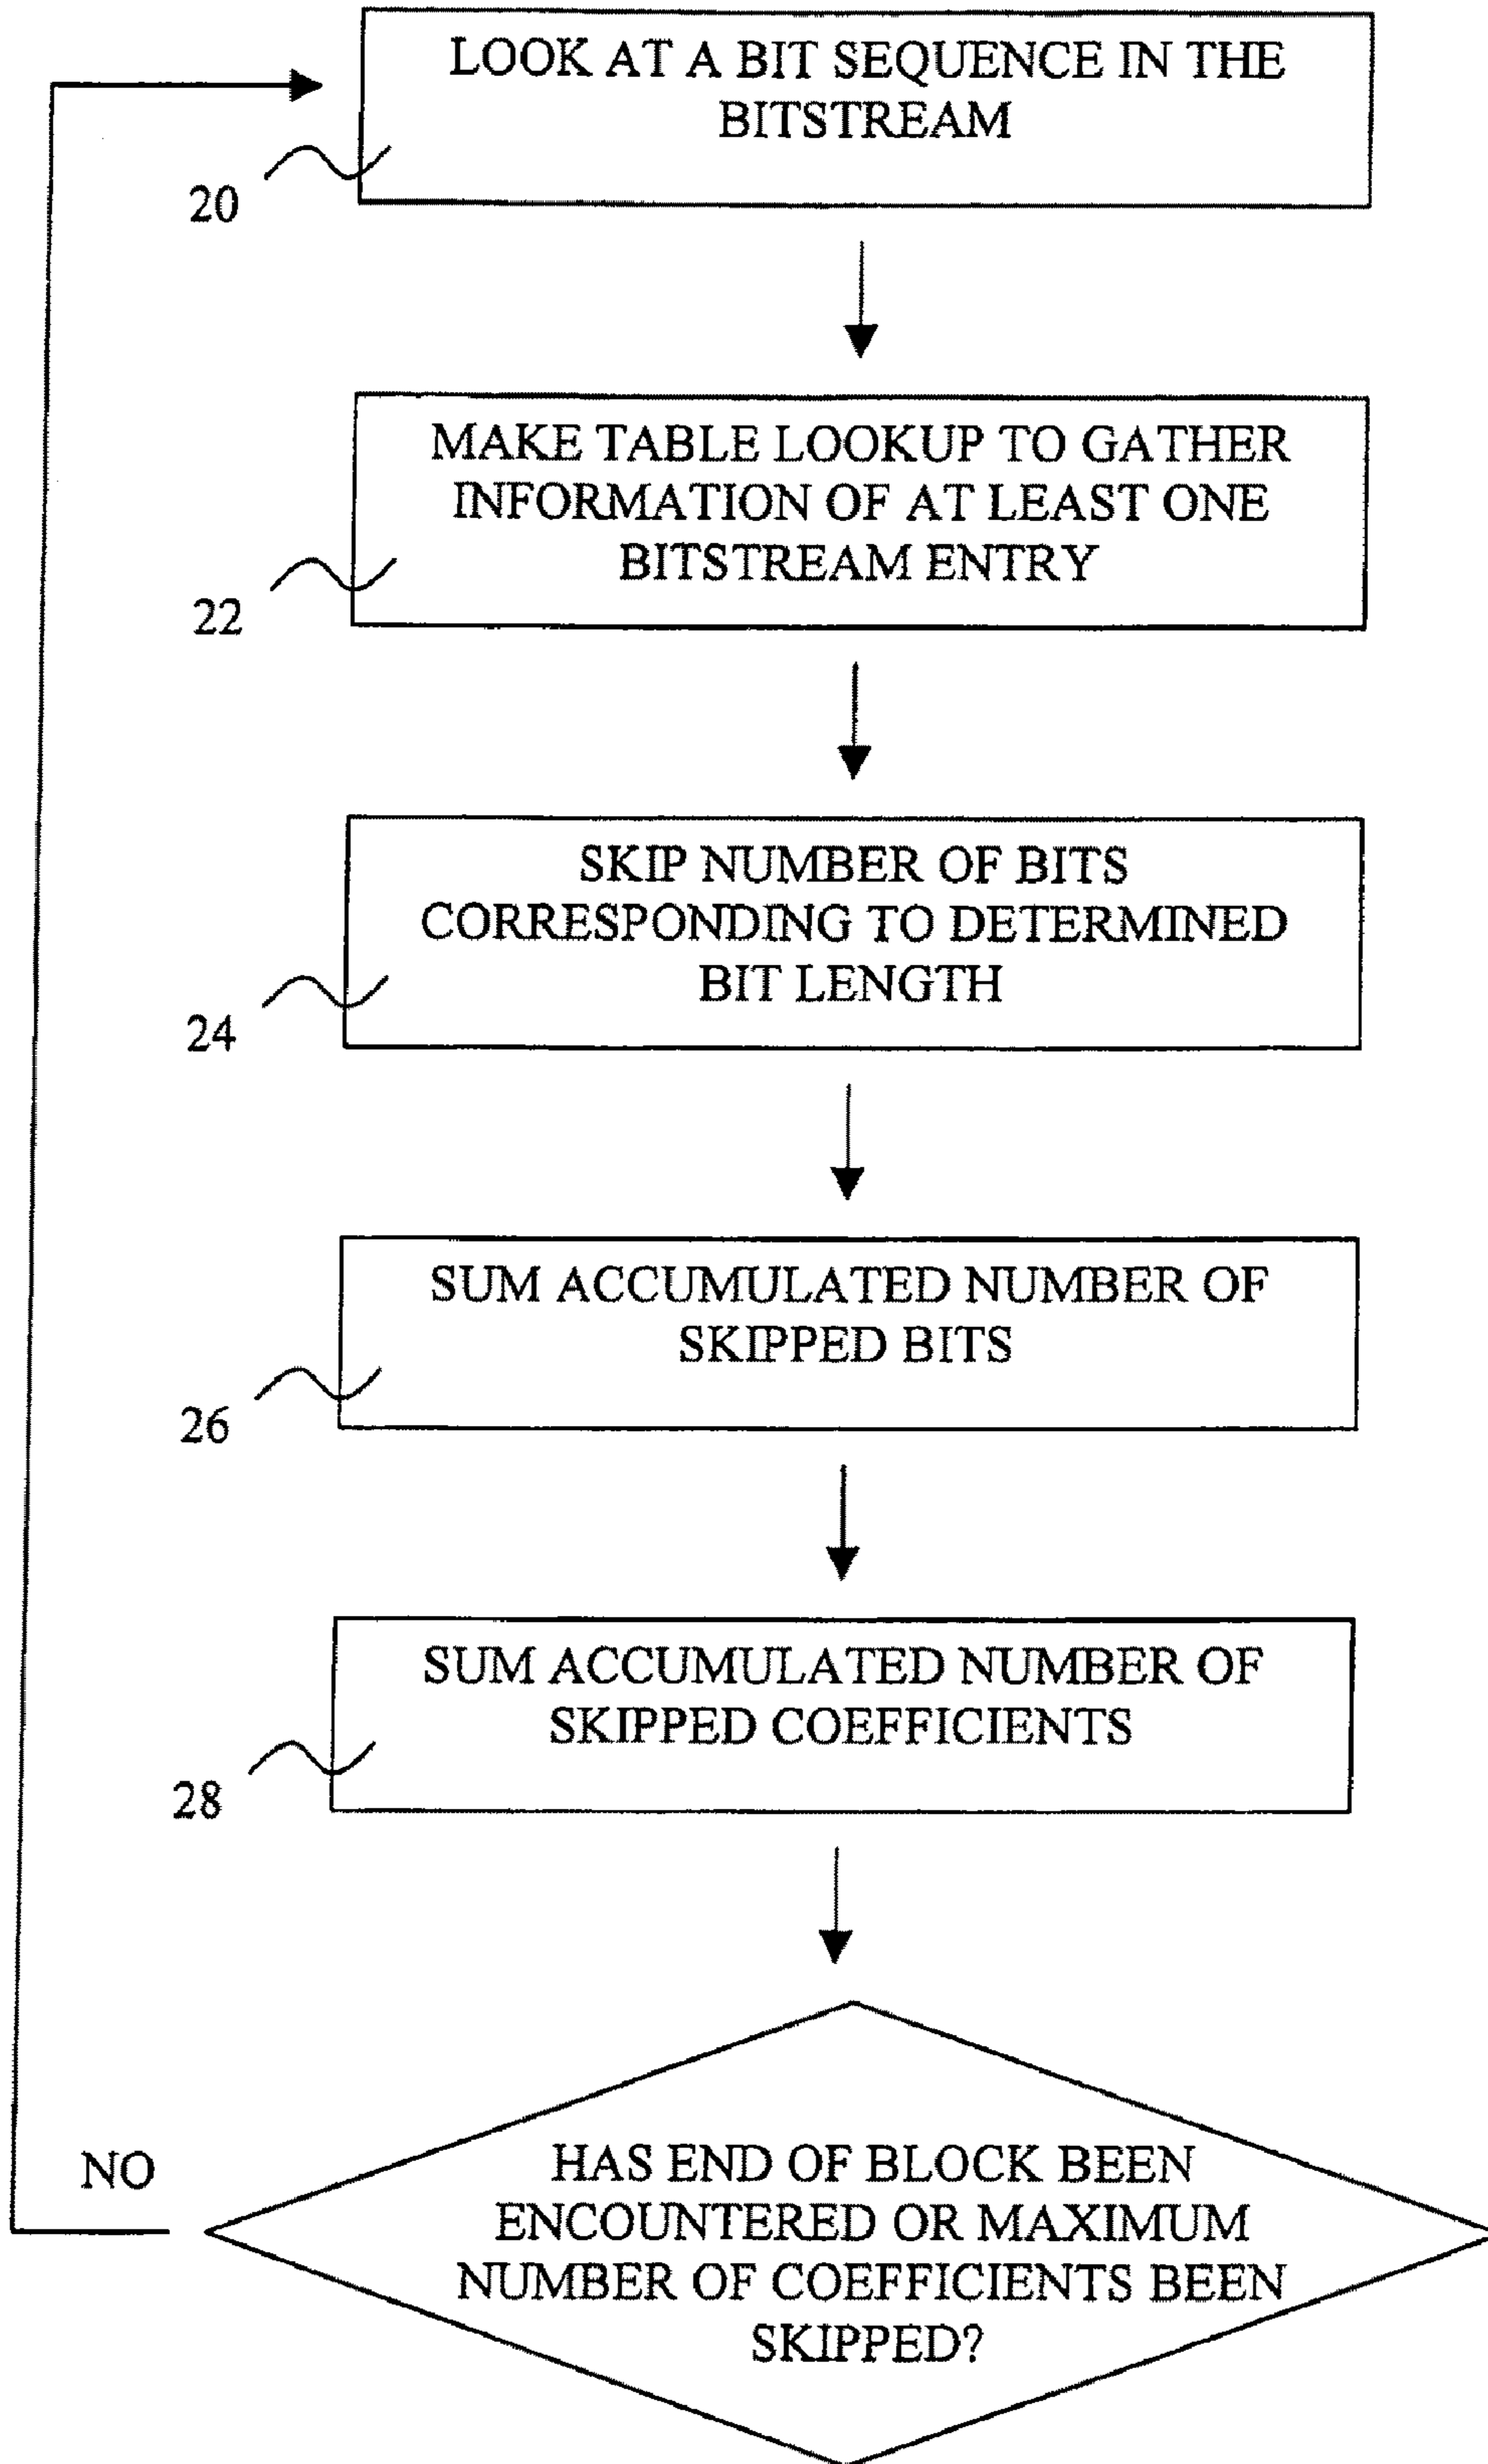 LOOK AT A BIT SEQUENCE IN THE
BITSTREAM
20
MAKE TABLE LOOKUP TO GATHER
INFORMATION OF AT LEAST ONE
BITSTREAM ENTRY
22
SKIP NUMBER OF BITS
CORRESPONDING TO DETERMINED
BIT LENGTH
24
SUM ACCUMULATED NUMBER OF
SKIPPED BITS
26
SUM ACCUMULATED NUMBER OF
SKIPPED COEFFICIENTS
28
NO
HAS END OF BLOCK BEEN
ENCOUNTERED OR MAXIMUM
NUMBER OF COEFFICIENTS BEEN
SKIPPED?